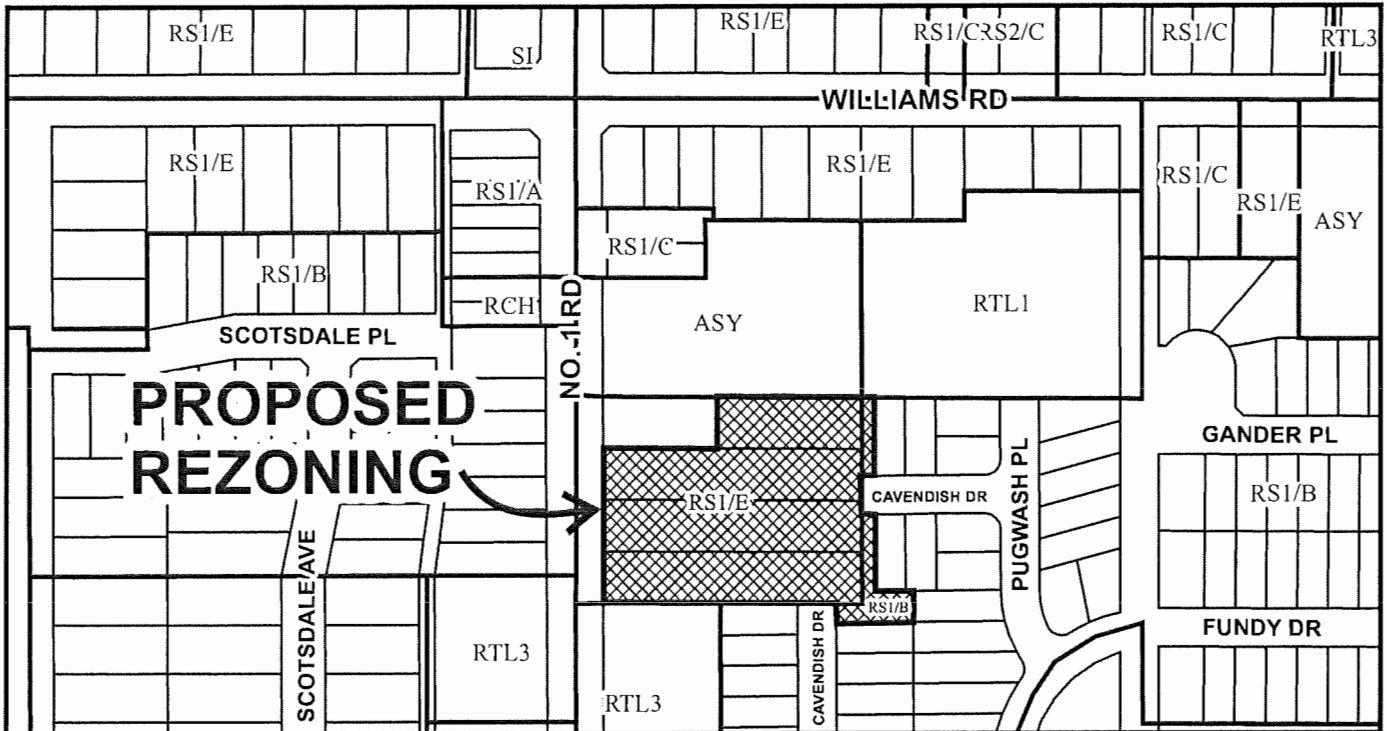 RS1/E
SI
RS1/E
RS1/C
RS2/C
RS1/C
RTL3
WILLIAMS RD
RS1/E
RS1/A
RS1/E
RS1/C
RS1/E
ASY
RS1/B
RS1/C
RCH1
NO. 1 RD
ASY
RTL1
SCOTSDALE PL
PROPOSED
REZONING
RS1/E
CAVENDISH DR
PUGWASH PL
GANDER PL
RS1/B
SCOTSDALE AVE
RTL3
RTL3
CAVENDISH DR
RS1/B
FUNDY DR